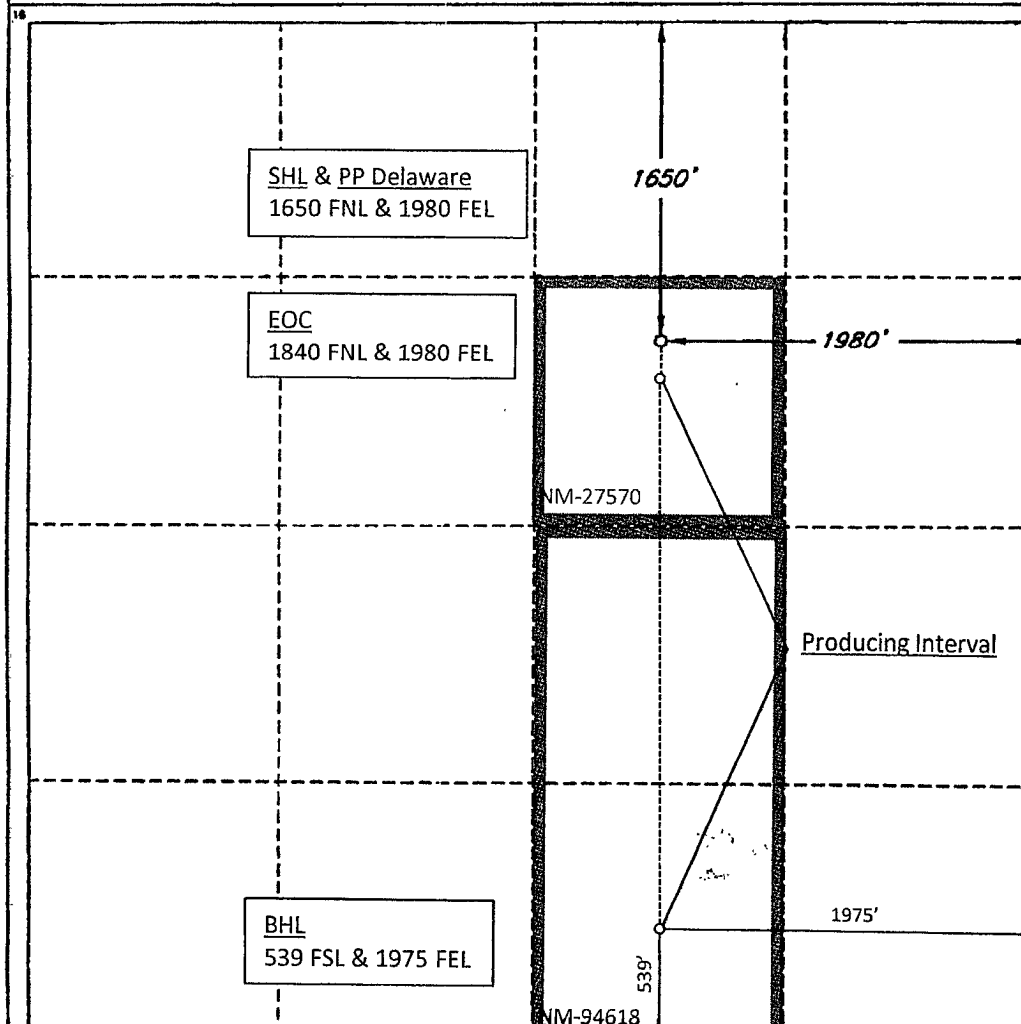 16
SHL & PP Delaware
1650 FNL & 1980 FEL
1650'
EOC
1840 FNL & 1980 FEL
1980'
NM-27570
Producing Interval
BHL
539 FSL & 1975 FEL
1975'
539'
NM-94618